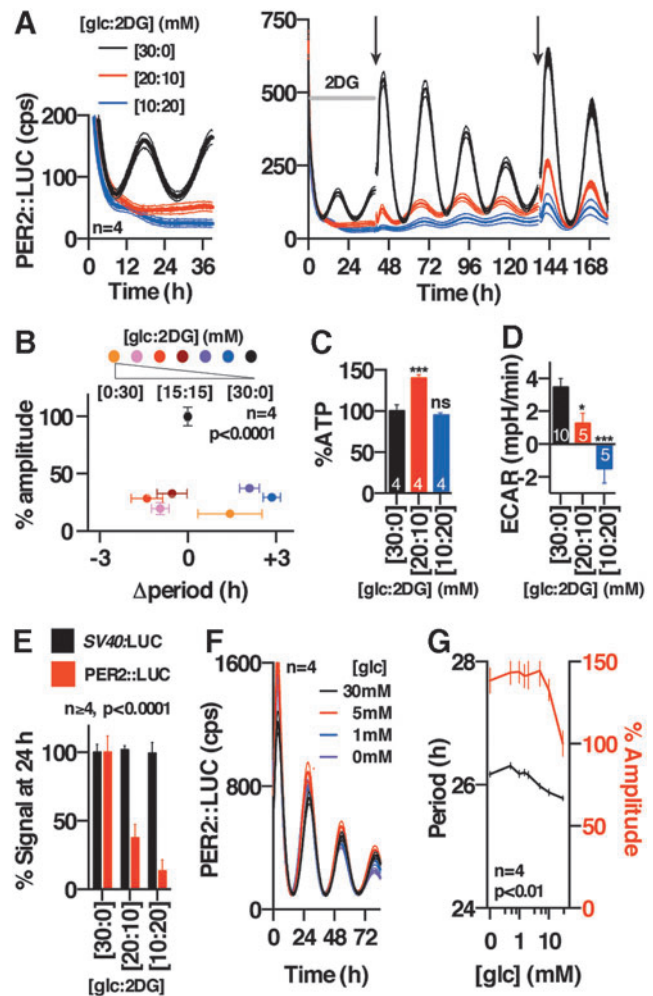 A
[glc:2DG] (mM)
[30:0]
[20:10]
[10:20]
PER2::LUC (cps)
200
100
0
n=4
0 12 24 36
Time (h)
750
500
250
0
2DG
0 24 48 72 96 120 144 168
Time (h)
B
[glc:2DG] (mM)
[0:30] [15:15] [30:0]
n=4
p<0.0001
% amplitude
100
50
0
-3 0 +3
Δperiod (h)
C
%ATP
150
100
50
0
***
ns
4 4 4
[30:0]
[20:10]
[10:20]
[glc:2DG] (mM)
D
ECAR (mpH/min)
4
2
0
-2
*
***
10 5 5
[30:0]
[20:10]
[10:20]
[glc:2DG] (mM)
E
SV40:LUC
PER2::LUC
n≥4, p<0.0001
% Signal at 24 h
100
50
0
[30:0]
[20:10]
[10:20]
[glc:2DG]
F
PER2::LUC (cps)
1600
800
0
n=4
[glc]
30mM
5mM
1mM
0mM
0 24 48 72
Time (h)
G
Period (h)
28
26
24
150
100
50
0
% Amplitude
n=4
p<0.01
0 1 10
[glc] (mM)